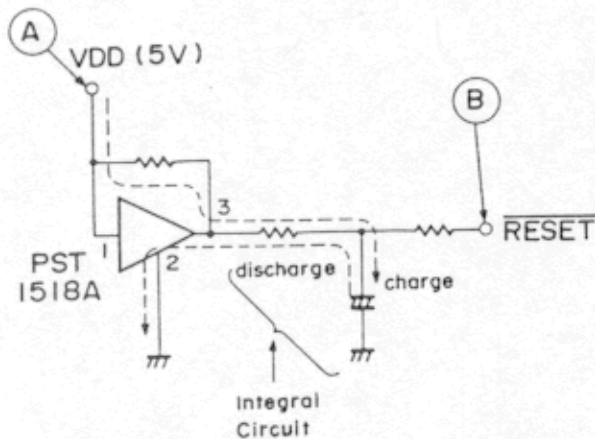 A
VDD (5V)
B
3
RESET
1
2
PST
1518A
discharge
charge
Integral
Circuit